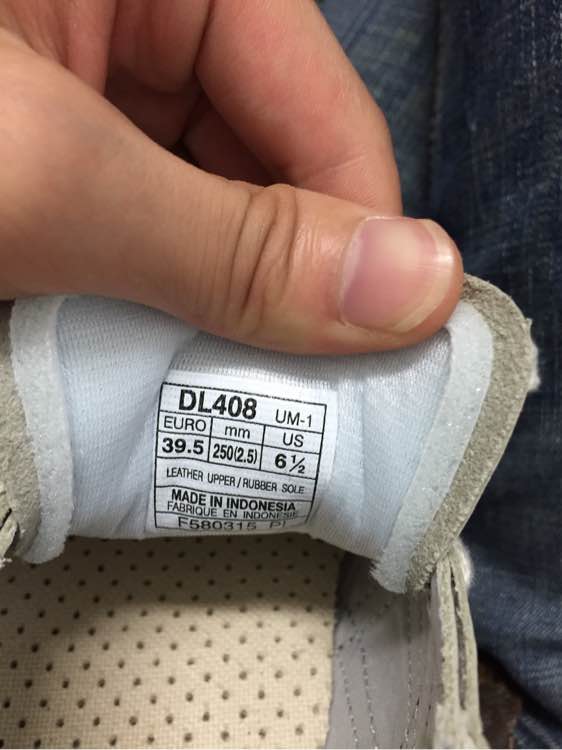 DL408 UM-1
EURO mm US
39.5 250(2.5) 6½
LEATHER UPPER / RUBBER SOLE
MADE IN INDONESIA
FABRIQUE EN INDONESIE
F580315